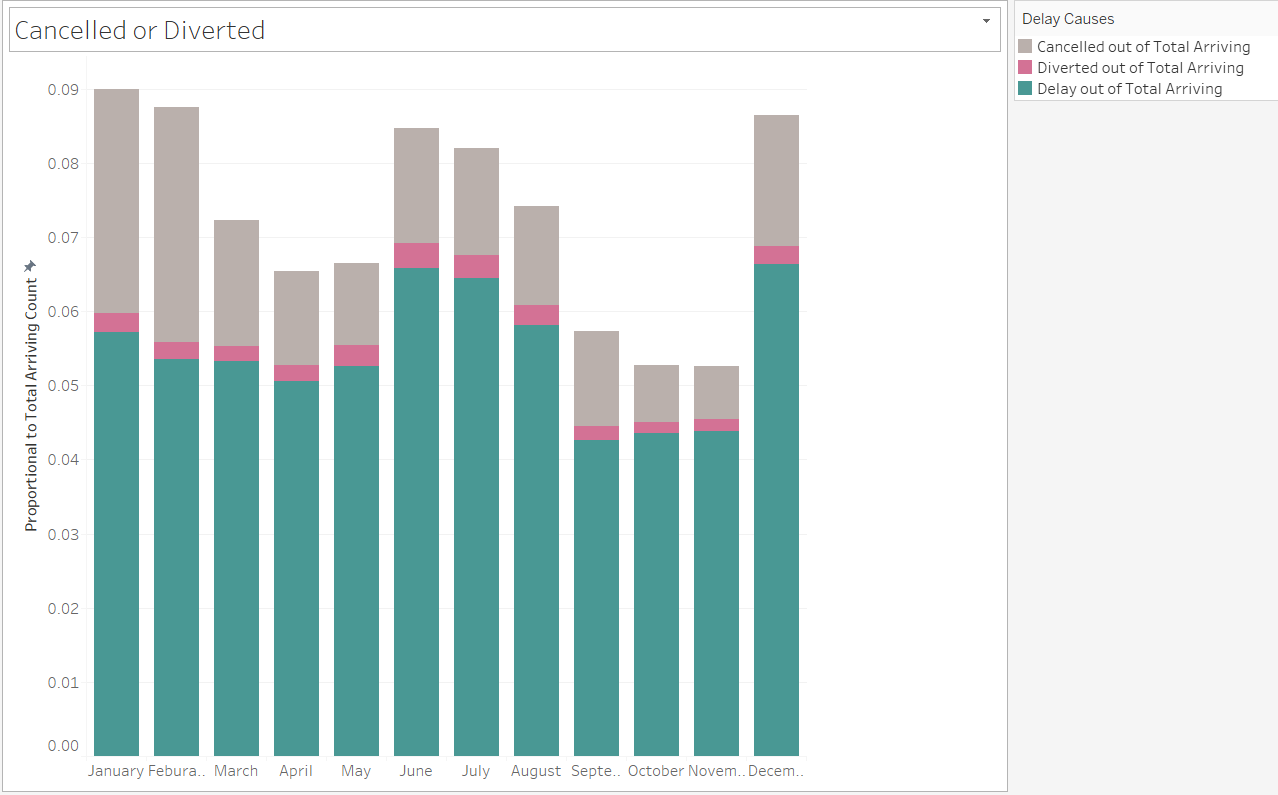 Cancelled or Diverted
Delay Causes
Cancelled out of Total Arriving
Diverted out of Total Arriving
Delay out of Total Arriving
Proportional to Total Arriving Count
0.09
0.08
0.07
0.06
0.05
0.04
0.03
0.02
0.01
0.00
January Febura.. March April May June July August Septe.. October Novem.. Decem..